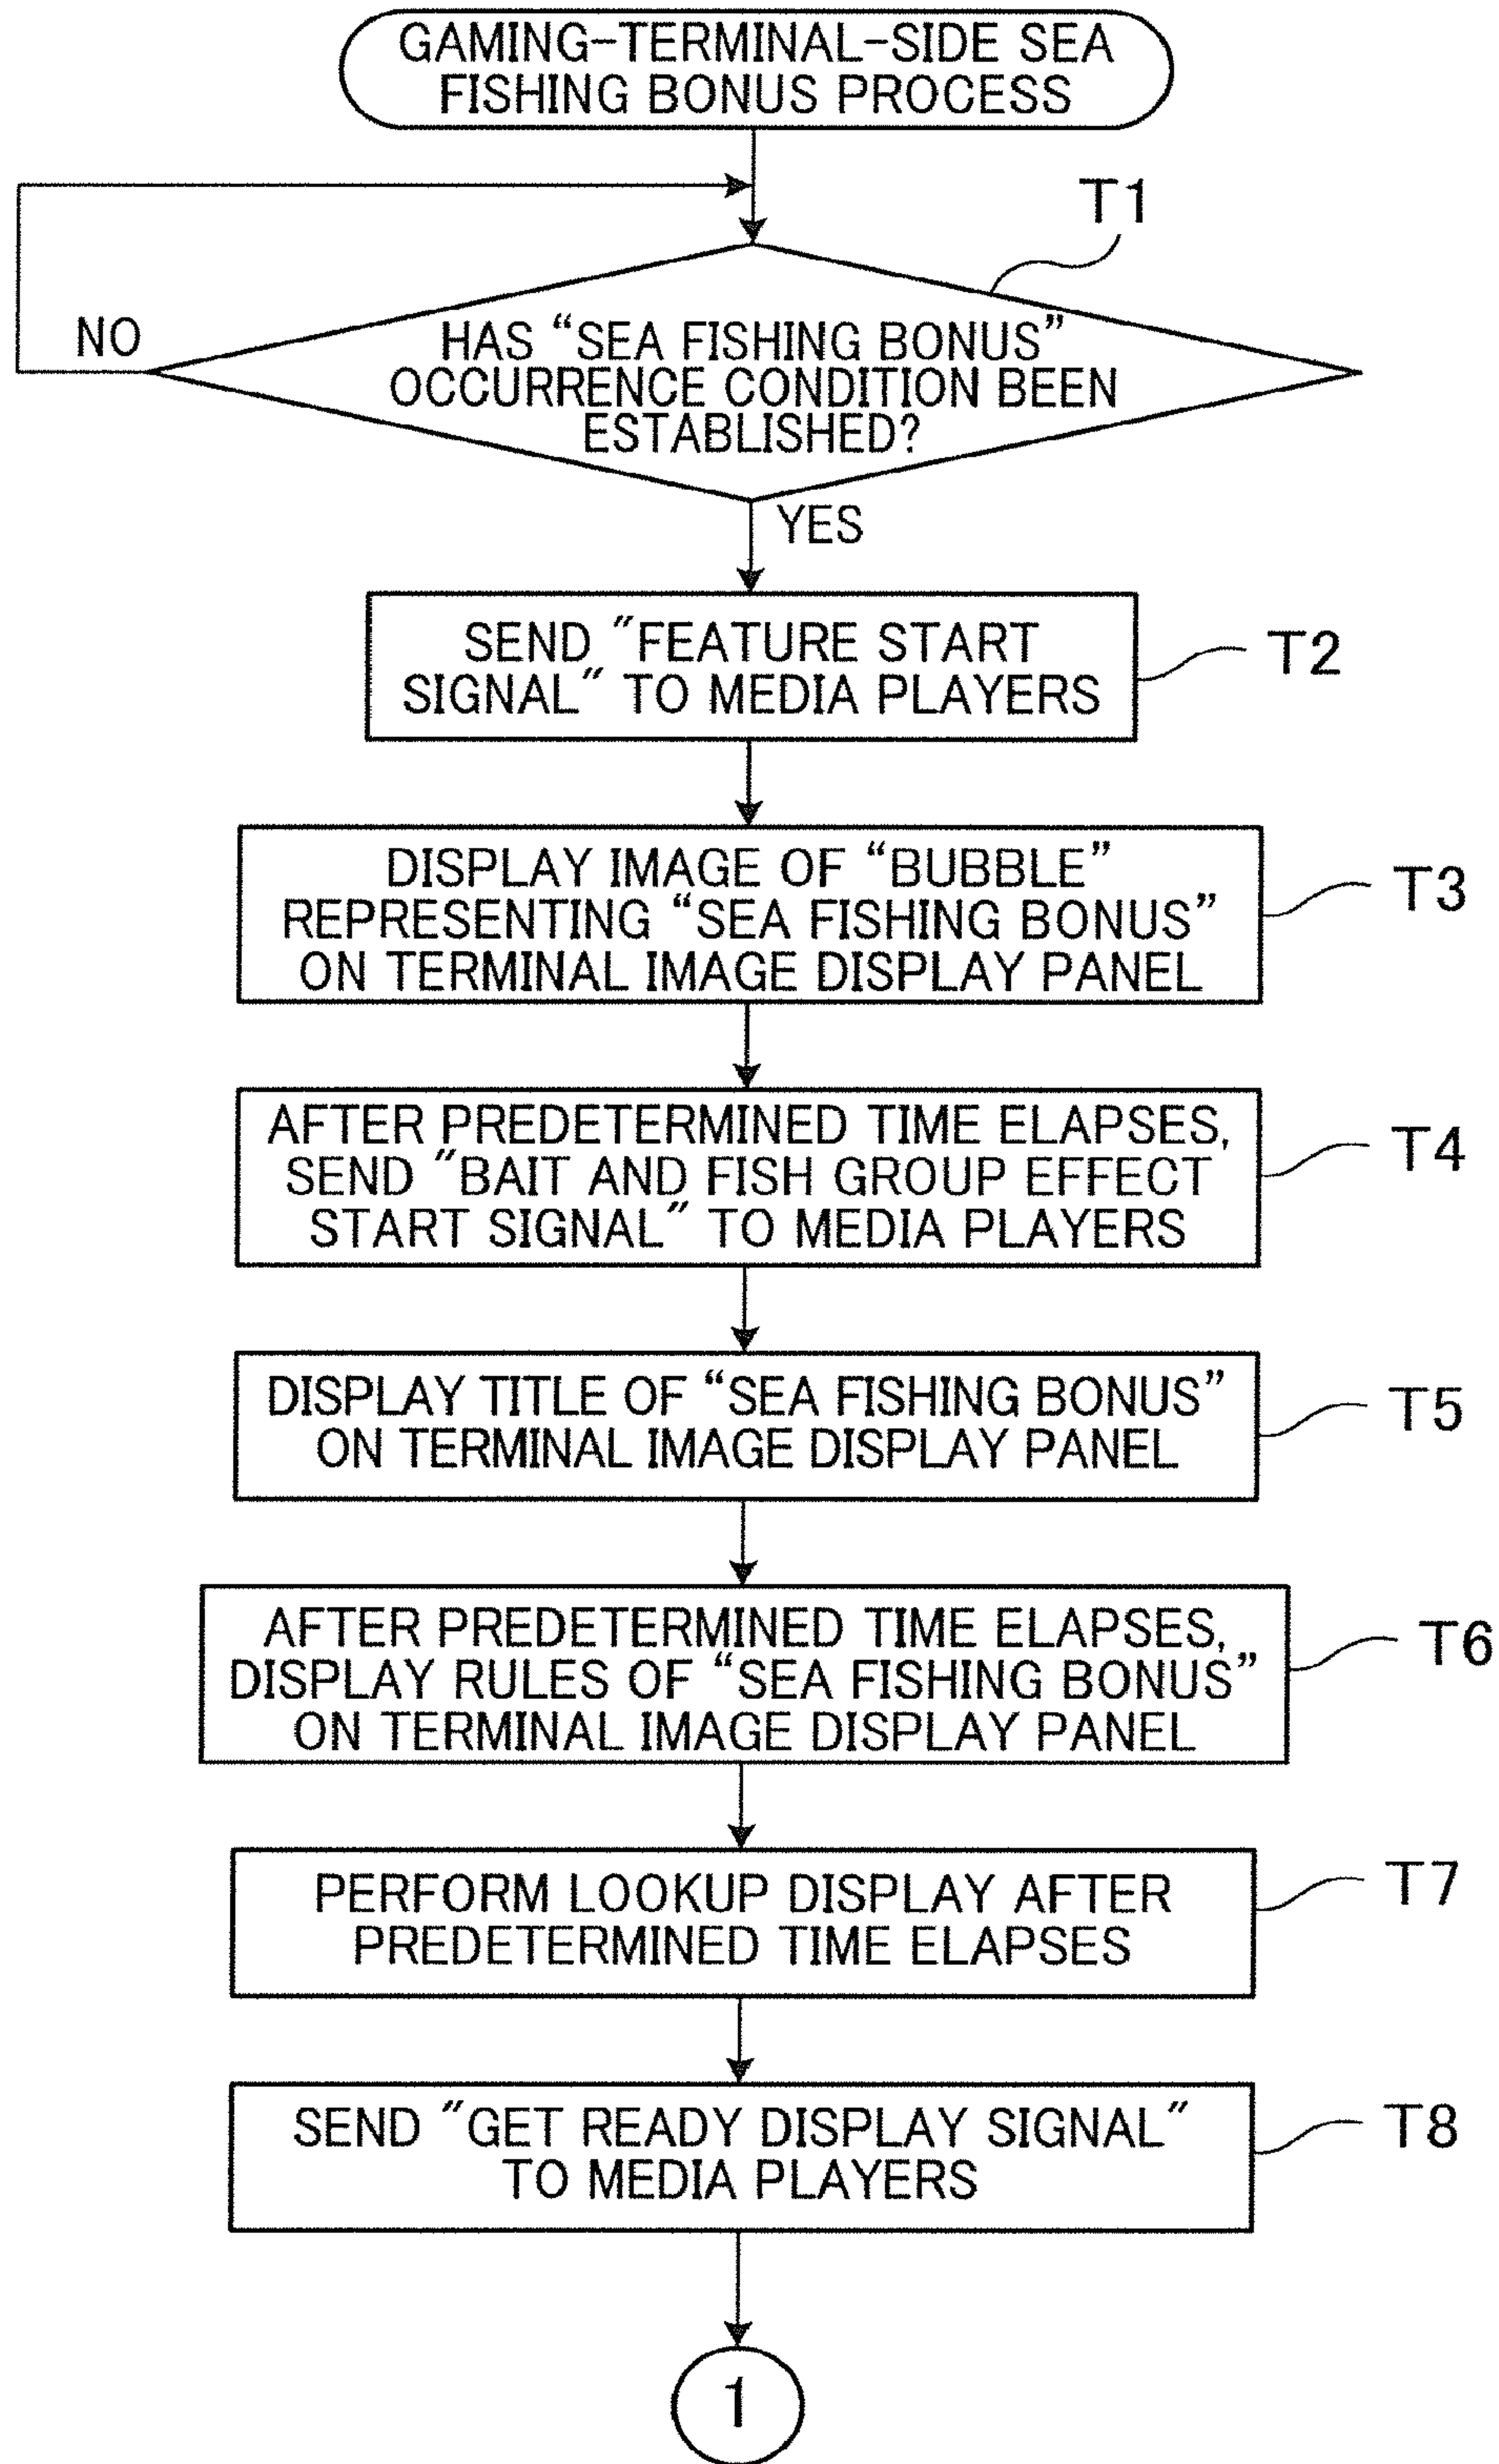 GAMING-TERMINAL-SIDE SEA
FISHING BONUS PROCESS
T1
NO
HAS “SEA FISHING BONUS”
OCCURRENCE CONDITION BEEN
ESTABLISHED?
YES
SEND "FEATURE START
SIGNAL" TO MEDIA PLAYERS
T2
DISPLAY IMAGE OF “BUBBLE”
REPRESENTING “SEA FISHING BONUS”
ON TERMINAL IMAGE DISPLAY PANEL
T3
AFTER PREDETERMINED TIME ELAPSES,
SEND "BAIT AND FISH GROUP EFFECT
START SIGNAL" TO MEDIA PLAYERS
T4
DISPLAY TITLE OF “SEA FISHING BONUS”
ON TERMINAL IMAGE DISPLAY PANEL
T5
AFTER PREDETERMINED TIME ELAPSES,
DISPLAY RULES OF “SEA FISHING BONUS”
ON TERMINAL IMAGE DISPLAY PANEL
T6
PERFORM LOOKUP DISPLAY AFTER
PREDETERMINED TIME ELAPSES
T7
SEND "GET READY DISPLAY SIGNAL"
TO MEDIA PLAYERS
T8
1